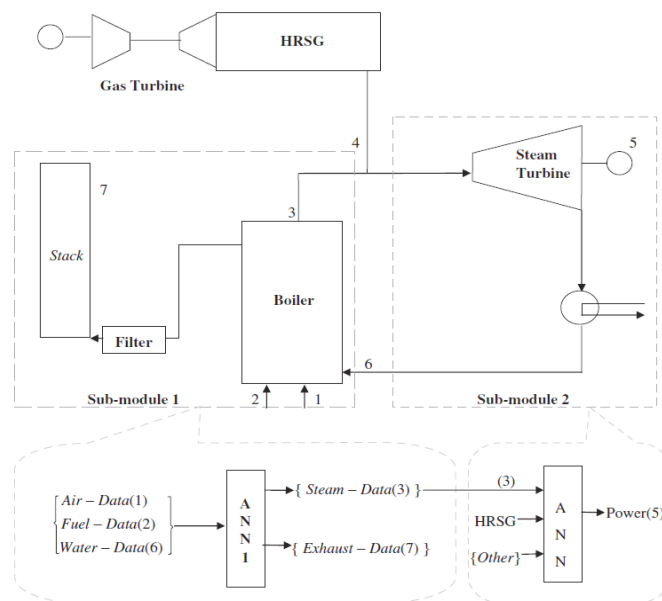 HRSG
Gas Turbine
4
5
Steam
Turbine
7
3
Stack
Boiler
Filter
6
2
1
Sub-module 1
Sub-module 2
Air – Data(1)
Fuel – Data(2)
Water – Data(6)
A
N
N
1
{ Steam – Data(3) }
{ Exhaust – Data(7) }
(3)
HRSG
{Other}
A
N
N
Power(5)